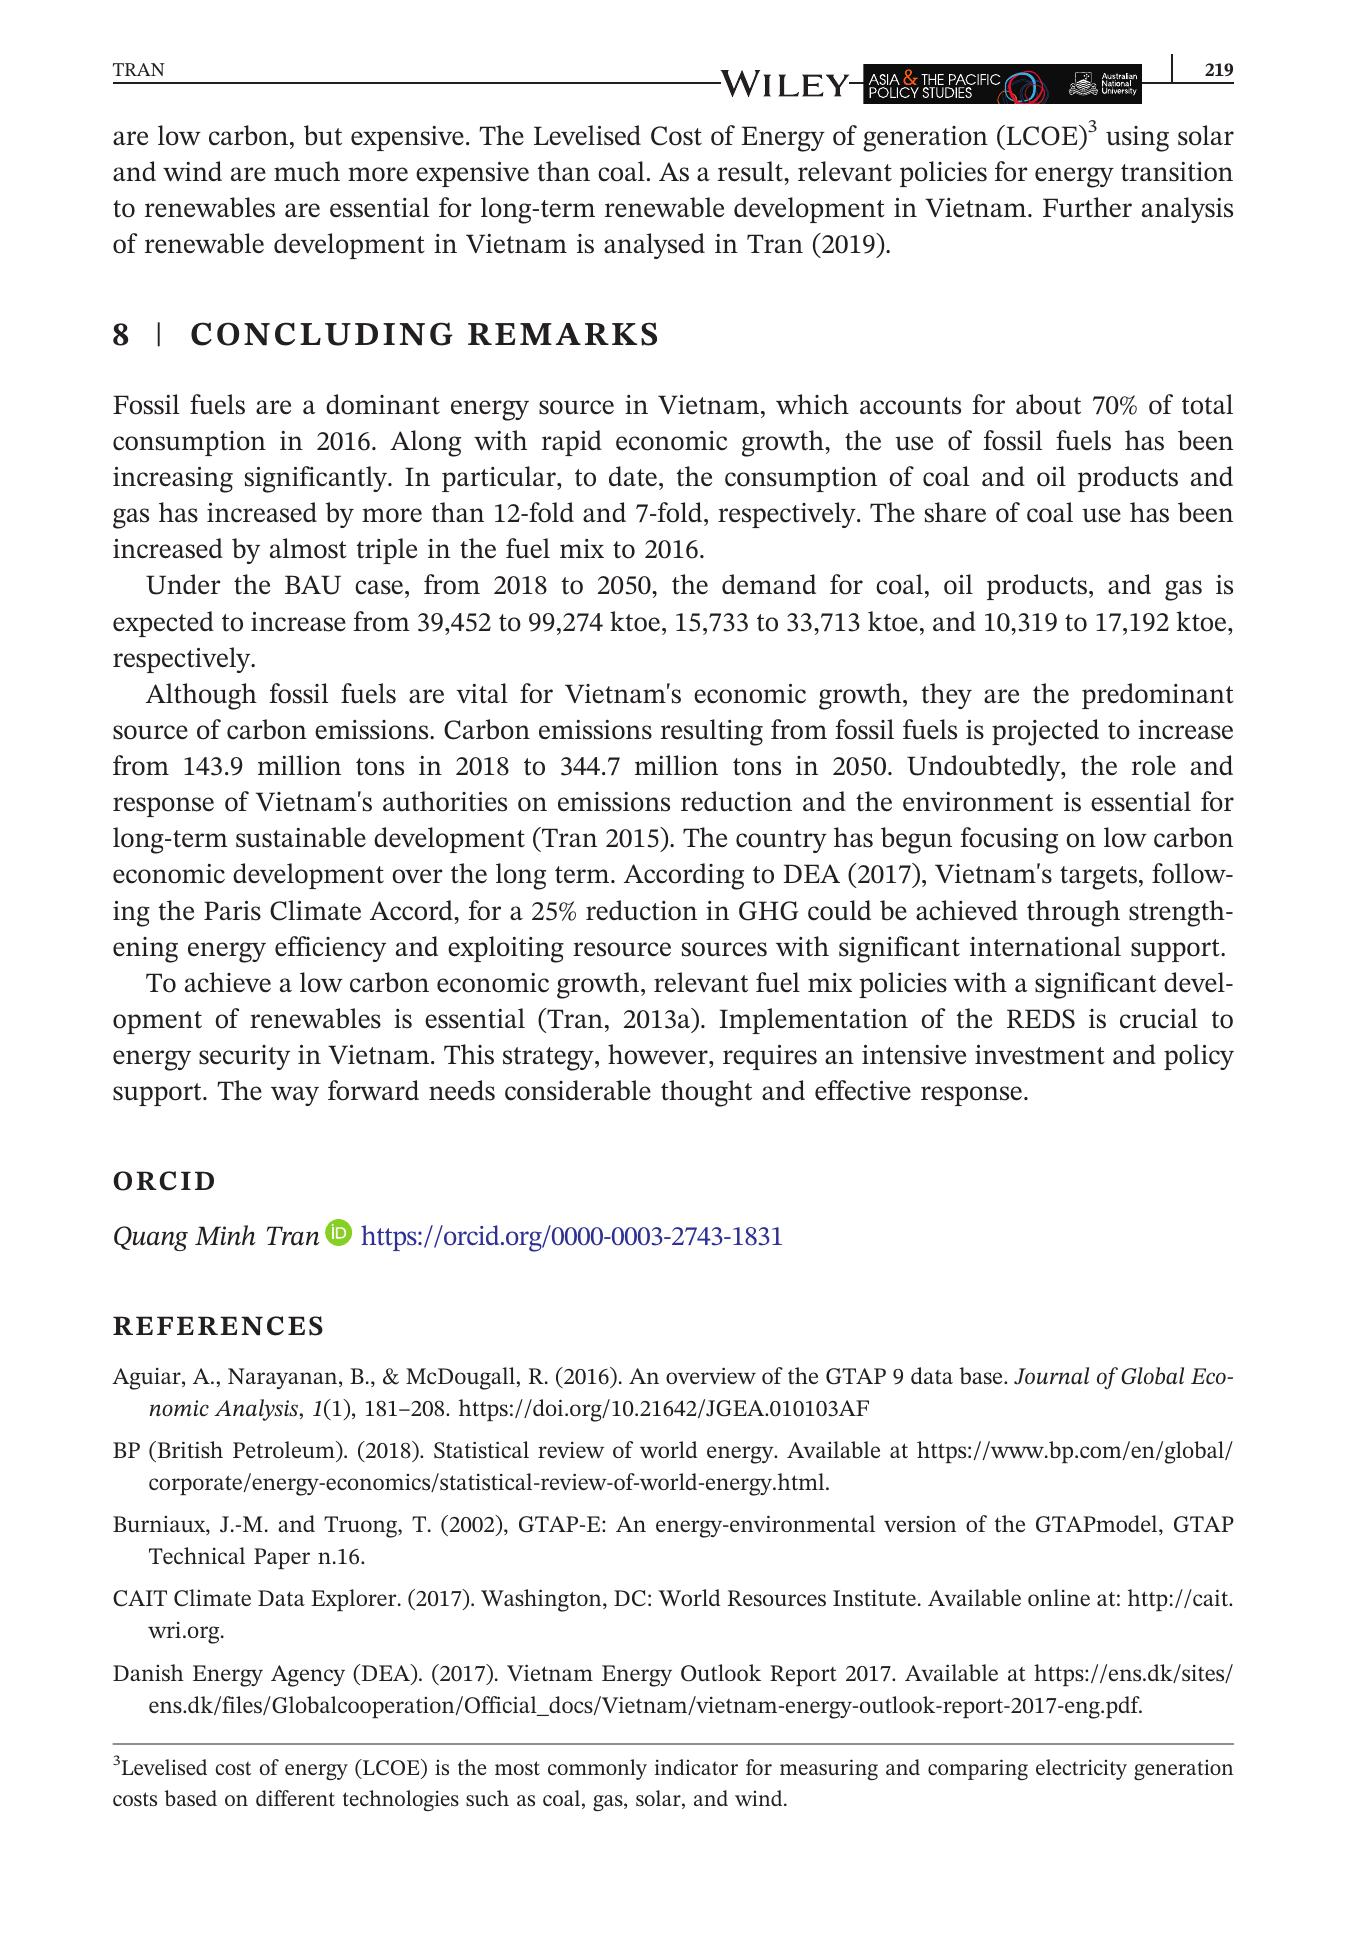 TRAN
WILEY
ASIA & THE PACIFIC
POLICY STUDIES
Australian
National
University
219
are low carbon, but expensive. The Levelised Cost of Energy of generation (LCOE)3 using solar
and wind are much more expensive than coal. As a result, relevant policies for energy transition
to renewables are essential for long-term renewable development in Vietnam. Further analysis
of renewable development in Vietnam is analysed in Tran (2019).
8 | CONCLUDING REMARKS
Fossil fuels are a dominant energy source in Vietnam, which accounts for about 70% of total
consumption in 2016. Along with rapid economic growth, the use of fossil fuels has been
increasing significantly. In particular, to date, the consumption of coal and oil products and
gas has increased by more than 12-fold and 7-fold, respectively. The share of coal use has been
increased by almost triple in the fuel mix to 2016.
Under the BAU case, from 2018 to 2050, the demand for coal, oil products, and gas is
expected to increase from 39,452 to 99,274 ktoe, 15,733 to 33,713 ktoe, and 10,319 to 17,192 ktoe,
respectively.
Although fossil fuels are vital for Vietnam's economic growth, they are the predominant
source of carbon emissions. Carbon emissions resulting from fossil fuels is projected to increase
from 143.9 million tons in 2018 to 344.7 million tons in 2050. Undoubtedly, the role and
response of Vietnam's authorities on emissions reduction and the environment is essential for
long-term sustainable development (Tran 2015). The country has begun focusing on low carbon
economic development over the long term. According to DEA (2017), Vietnam's targets, follow-
ing the Paris Climate Accord, for a 25% reduction in GHG could be achieved through strength-
ening energy efficiency and exploiting resource sources with significant international support.
To achieve a low carbon economic growth, relevant fuel mix policies with a significant devel-
opment of renewables is essential (Tran, 2013a). Implementation of the REDS is crucial to
energy security in Vietnam. This strategy, however, requires an intensive investment and policy
support. The way forward needs considerable thought and effective response.
ORCID
Quang Minh Tran iD https://orcid.org/0000-0003-2743-1831
REFERENCES
Aguiar, A., Narayanan, B., & McDougall, R. (2016). An overview of the GTAP 9 data base. Journal of Global Eco-
nomic Analysis, 1(1), 181–208. https://doi.org/10.21642/JGEA.010103AF
BP (British Petroleum). (2018). Statistical review of world energy. Available at https://www.bp.com/en/global/
corporate/energy-economics/statistical-review-of-world-energy.html.
Burniaux, J.-M. and Truong, T. (2002), GTAP-E: An energy-environmental version of the GTAPmodel, GTAP
Technical Paper n.16.
CAIT Climate Data Explorer. (2017). Washington, DC: World Resources Institute. Available online at: http://cait.
wri.org.
Danish Energy Agency (DEA). (2017). Vietnam Energy Outlook Report 2017. Available at https://ens.dk/sites/
ens.dk/files/Globalcooperation/Official_docs/Vietnam/vietnam-energy-outlook-report-2017-eng.pdf.
3Levelised cost of energy (LCOE) is the most commonly indicator for measuring and comparing electricity generation
costs based on different technologies such as coal, gas, solar, and wind.